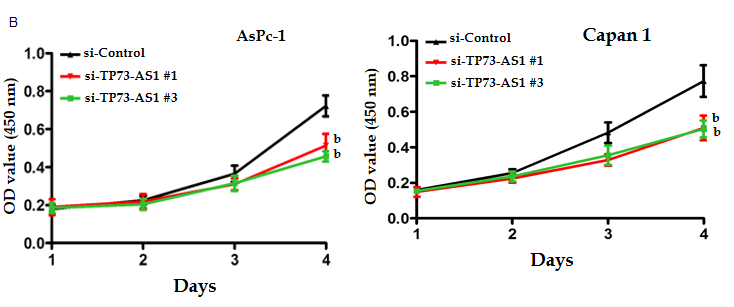 B
AsPc-1
si-Control
si-TP73-AS1 #1
si-TP73-AS1 #3
OD value (450 nm)
1.0
0.8
0.6
0.4
0.2
0.0
b
b
1 2 3 4
Days
Capan 1
si-Control
si-TP73-AS1 #1
si-TP73-AS1 #3
OD value (450 nm)
1.0
0.8
0.6
0.4
0.2
0.0
b
b
1 2 3 4
Days